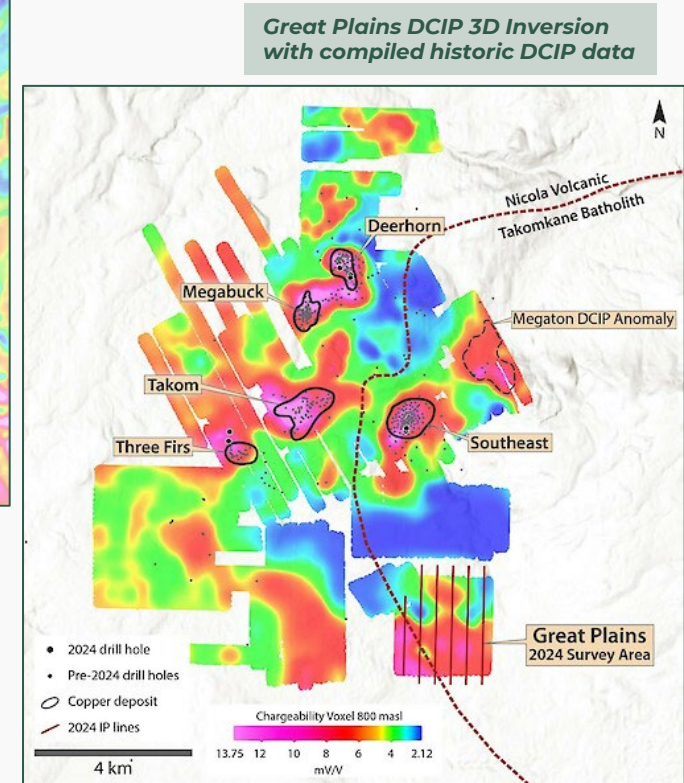 Great Plains DCIP 3D Inversion
with compiled historic DCIP data
N
Nicola Volcanic
Takomkane Batholith
Deerhorn
Megabuck
Megaton DCIP Anomaly
Takom
Three Firs
Southeast
Great Plains
2024 Survey Area
2024 drill hole
Pre-2024 drill holes
Copper deposit
2024 IP lines
4 km
Chargeability Voxel 800 masl
13.75 12 10 8 6 4 2.12
mV/V